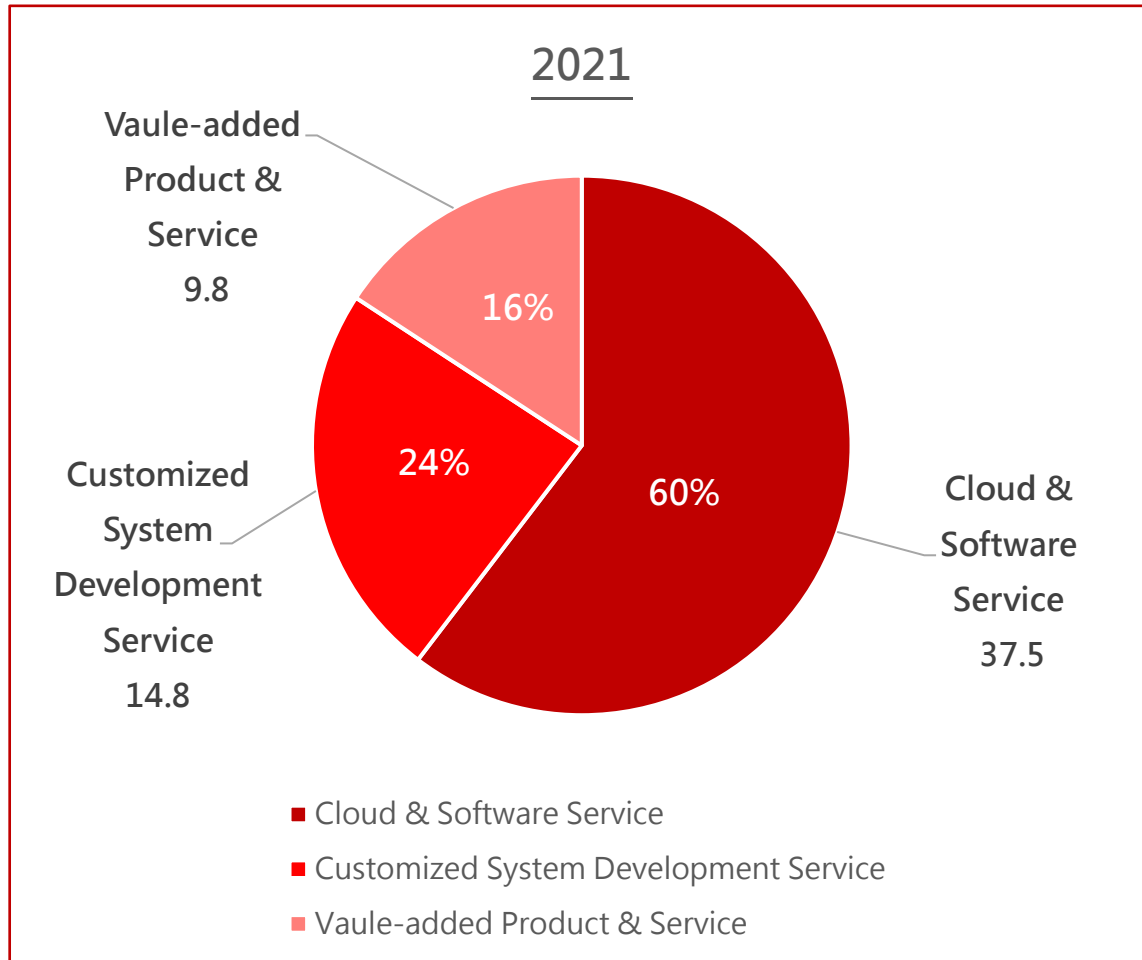 2021
Vaule-added
Product &
Service
9.8
16%
Customized
System
Development
Service
14.8
24%
60%
Cloud &
Software
Service
37.5
Cloud & Software Service
Customized System Development Service
Vaule-added Product & Service